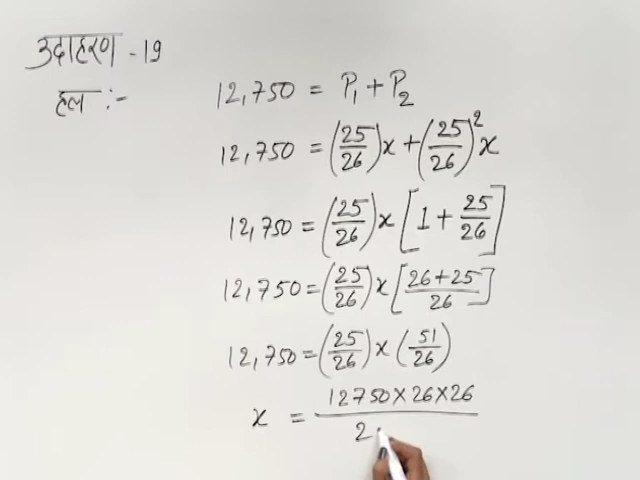 उदाहरण - 19
हल :- 12,750 = P₁ + P₂
12,750 = (25/26)x + (25/26)²x
12,750 = (25/26)x [1 + 25/26]
12,750 = (25/26)x [26+25/26]
12,750 = (25/26)x (51/26)
x = 12750×26×26/2